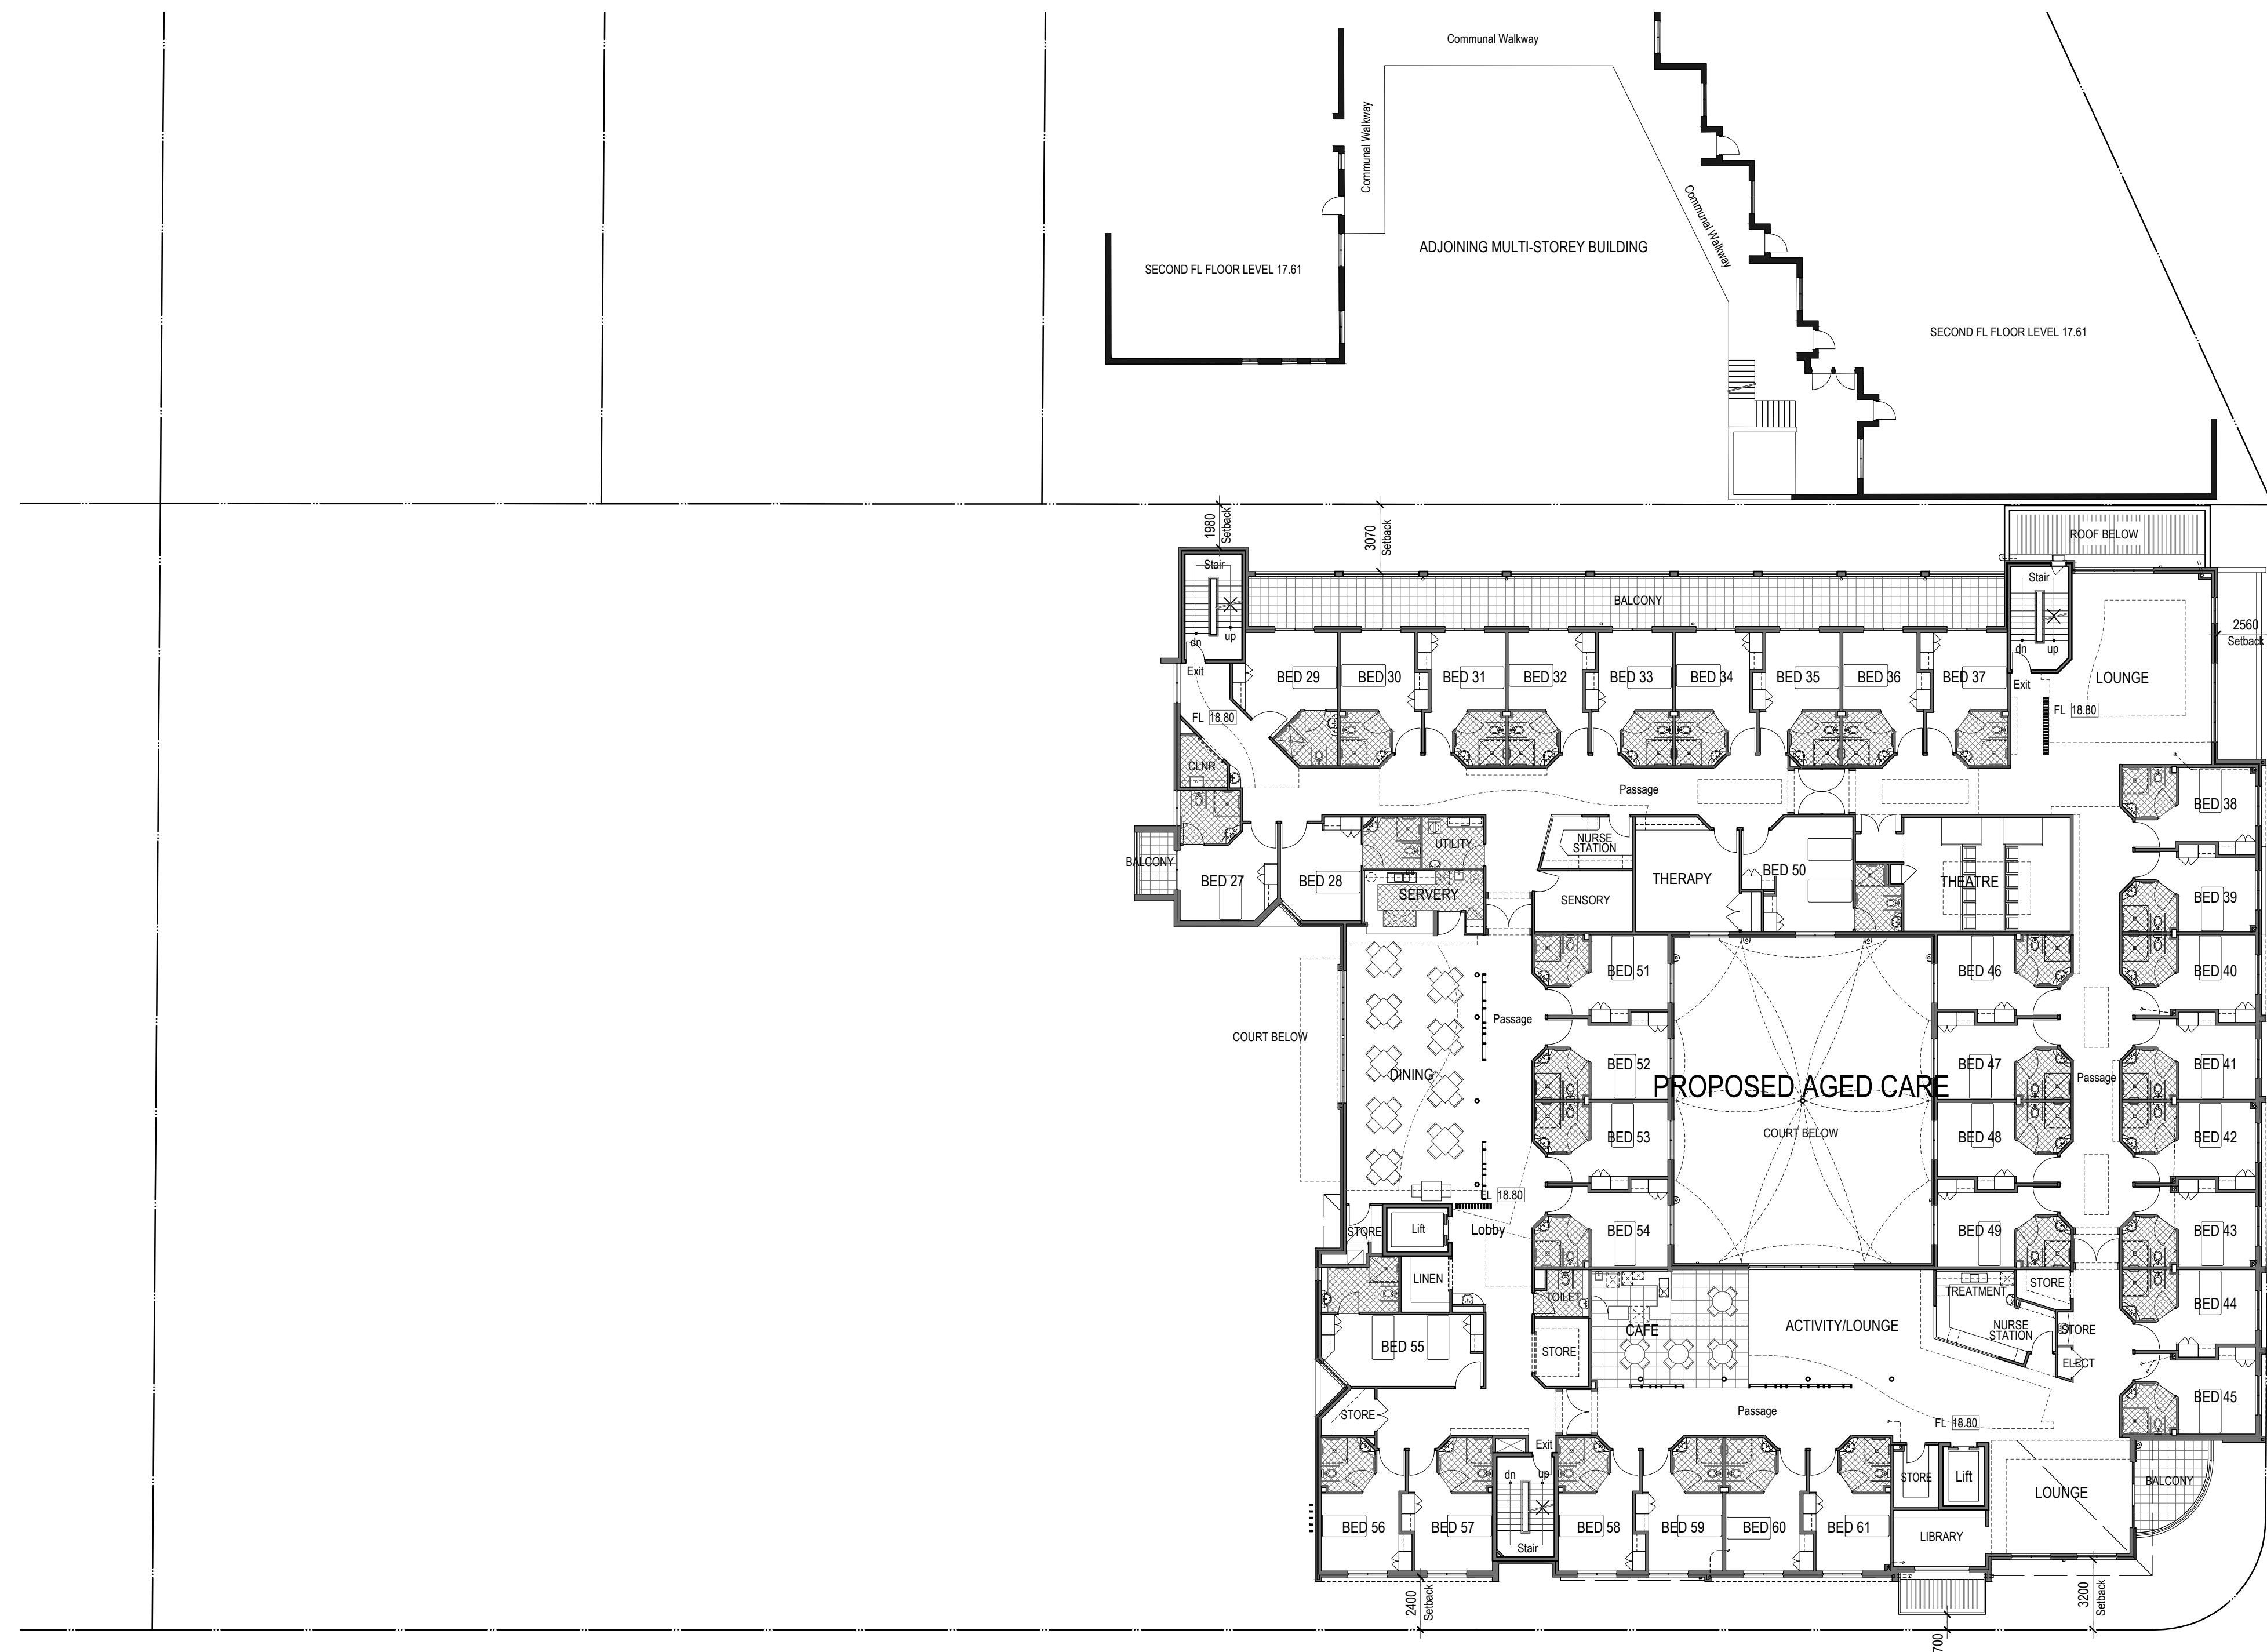 Communal Walkway
Communal Walkway
Communal Walkway
ADJOINING MULTI-STOREY BUILDING
SECOND FL FLOOR LEVEL 17.61
SECOND FL FLOOR LEVEL 17.61
1980
Setback
3070
Setback
ROOF BELOW
Stair
dn
up
Exit
BALCONY
Stair
dn
up
Exit
2560
Setback
LOUNGE
BED 29
BED 30
BED 31
BED 32
BED 33
BED 34
BED 35
BED 36
BED 37
FL 18.80
FL 18.80
CLNR
Passage
BED 38
BALCONY
BED 27
BED 28
UTILITY
SERVERY
NURSE
STATION
SENSORY
THERAPY
BED 50
THEATRE
BED 39
BED 51
BED 46
BED 40
COURT BELOW
Passage
DINING
BED 52
BED 47
Passage
BED 41
PROPOSED AGED CARE
COURT BELOW
BED 53
BED 48
BED 42
FL 18.80
STORE
Lift
Lobby
BED 54
BED 49
BED 43
LINEN
TOILET
TREATMENT
STORE
BED 44
CAFE
ACTIVITY/LOUNGE
NURSE
STATION
STORE
BED 55
STORE
ELECT
BED 45
STORE
Passage
FL 18.80
Exit
dn
up
STORE
Lift
LOUNGE
BALCONY
BED 56
BED 57
BED 58
BED 59
BED 60
BED 61
Stair
LIBRARY
2400
Setback
3200
Setback
700